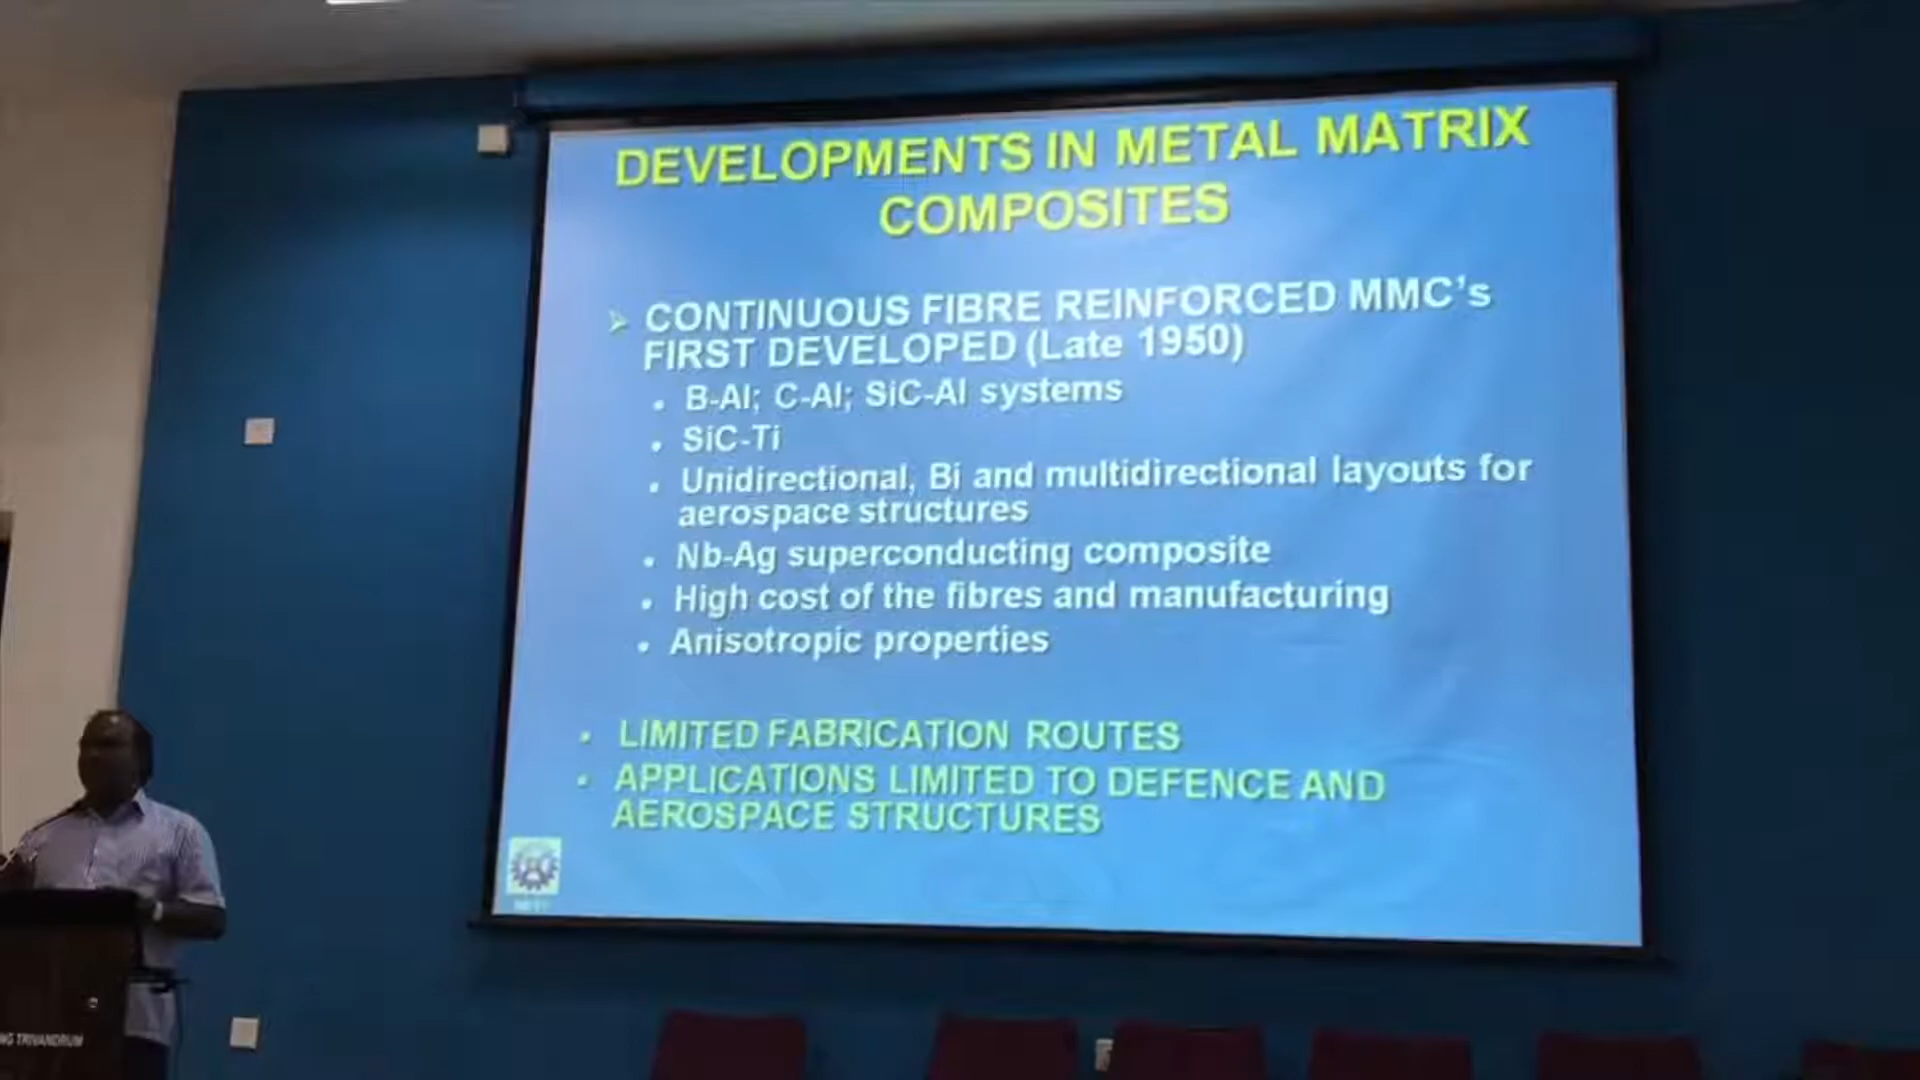 DEVELOPMENTS IN METAL MATRIX
COMPOSITES
➢ CONTINUOUS FIBRE REINFORCED MMC's
FIRST DEVELOPED (Late 1950)
• B-Al; C-Al; SiC-Al systems
• SiC-Ti
• Unidirectional, Bi and multidirectional layouts for
aerospace structures
• Nb-Ag superconducting composite
• High cost of the fibres and manufacturing
• Anisotropic properties
• LIMITED FABRICATION ROUTES
• APPLICATIONS LIMITED TO DEFENCE AND
AEROSPACE STRUCTURES
TRIVANDRUM